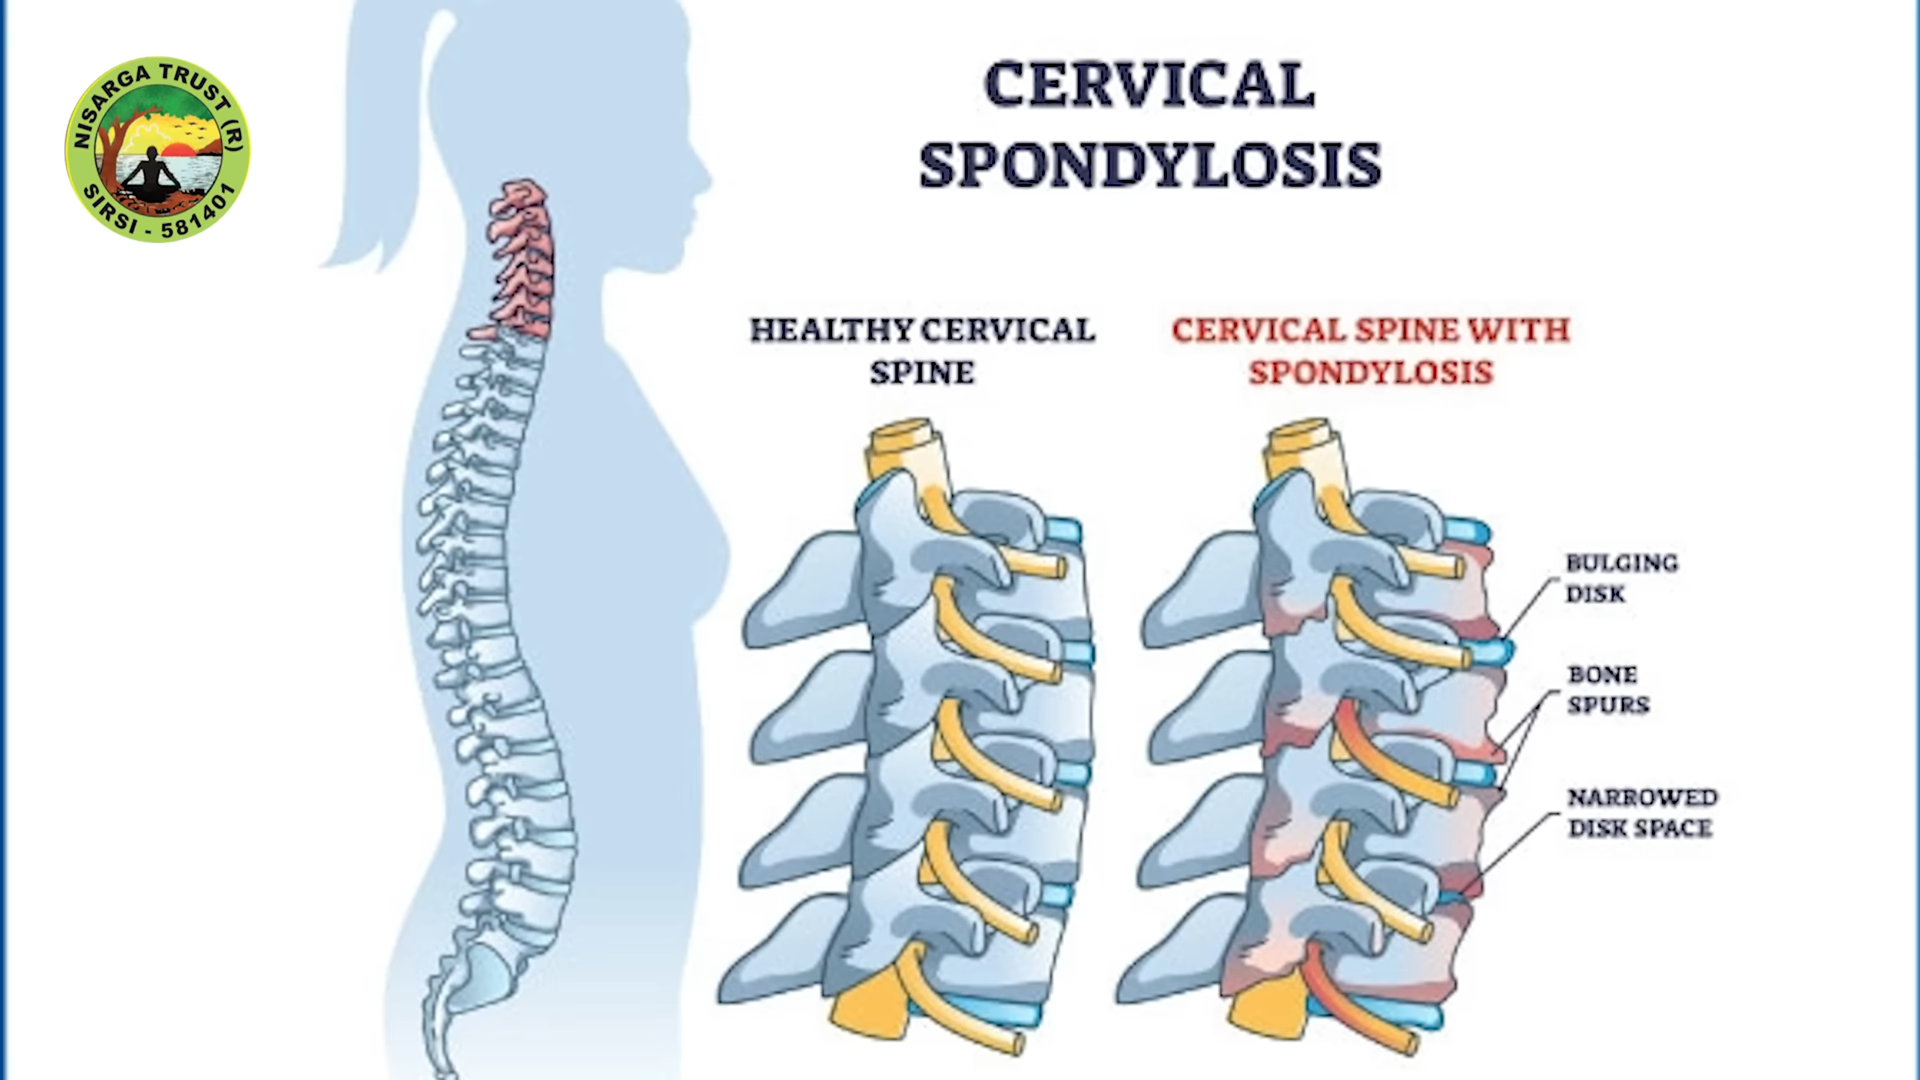 NISARGA TRUST (R)
SIRSI - 581401
CERVICAL
SPONDYLOSIS
HEALTHY CERVICAL
SPINE
CERVICAL SPINE WITH
SPONDYLOSIS
BULGING
DISK
BONE
SPURS
NARROWED
DISK SPACE